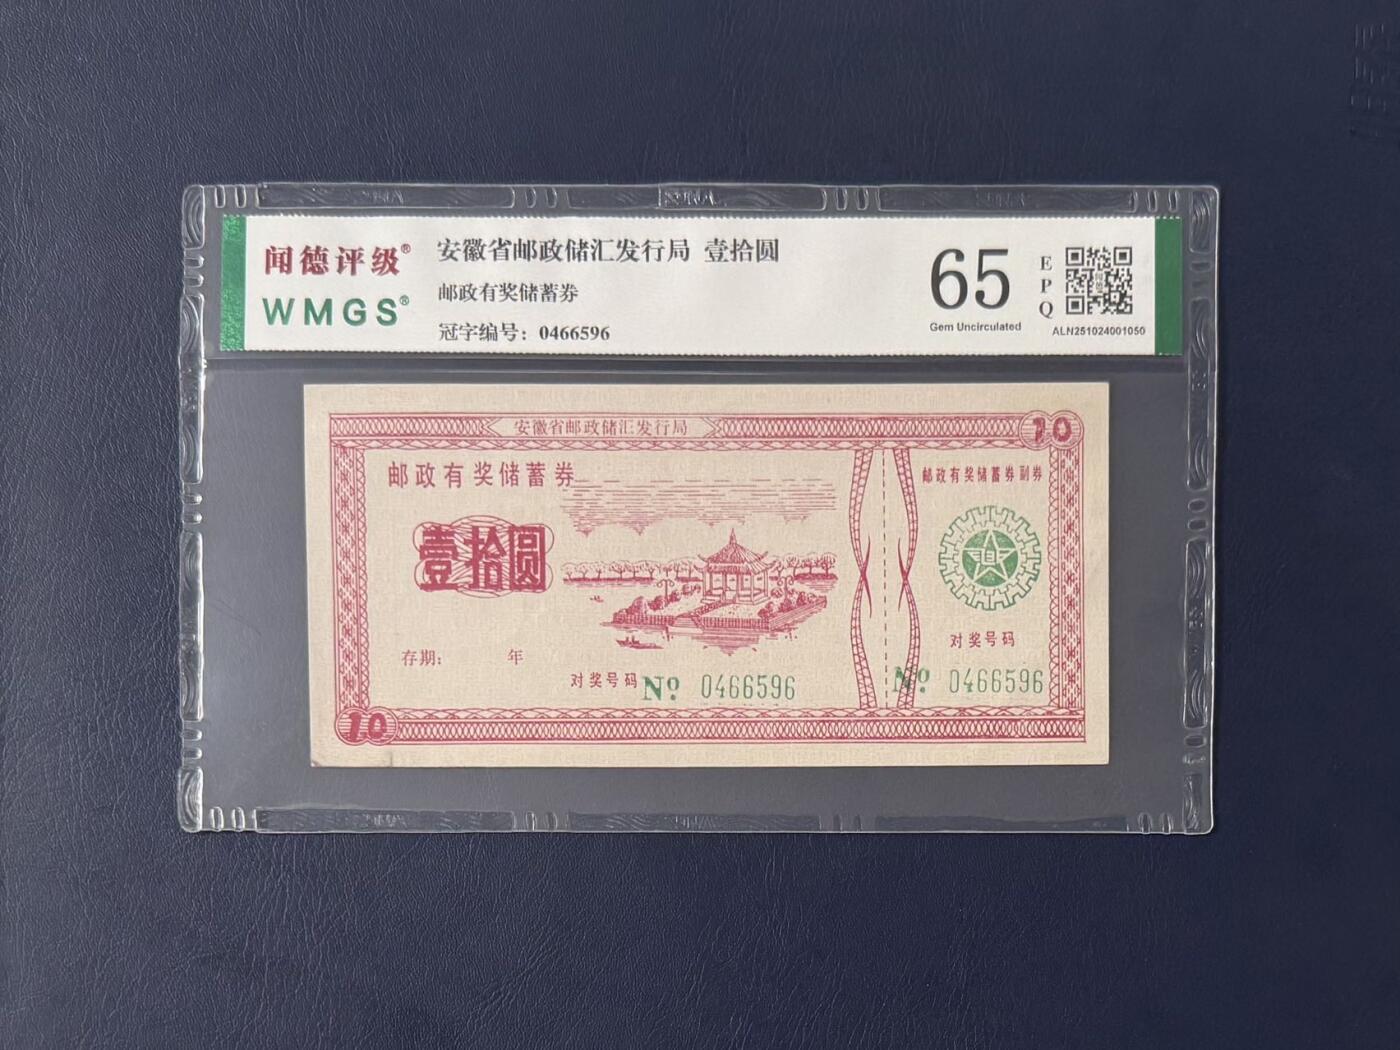 闻德评级®
WMGS®
安徽省邮政储汇发行局 壹拾圆
邮政有奖储蓄券
冠字编号：0466596
65
Gem Uncirculated
EPQ
ALN251024001050
安徽省邮政储汇发行局
10
邮政有奖储蓄券
邮政有奖储蓄券副券
壹拾圆
存期： 年
对奖号码 № 0466596
对奖号码
№ 0466596
10